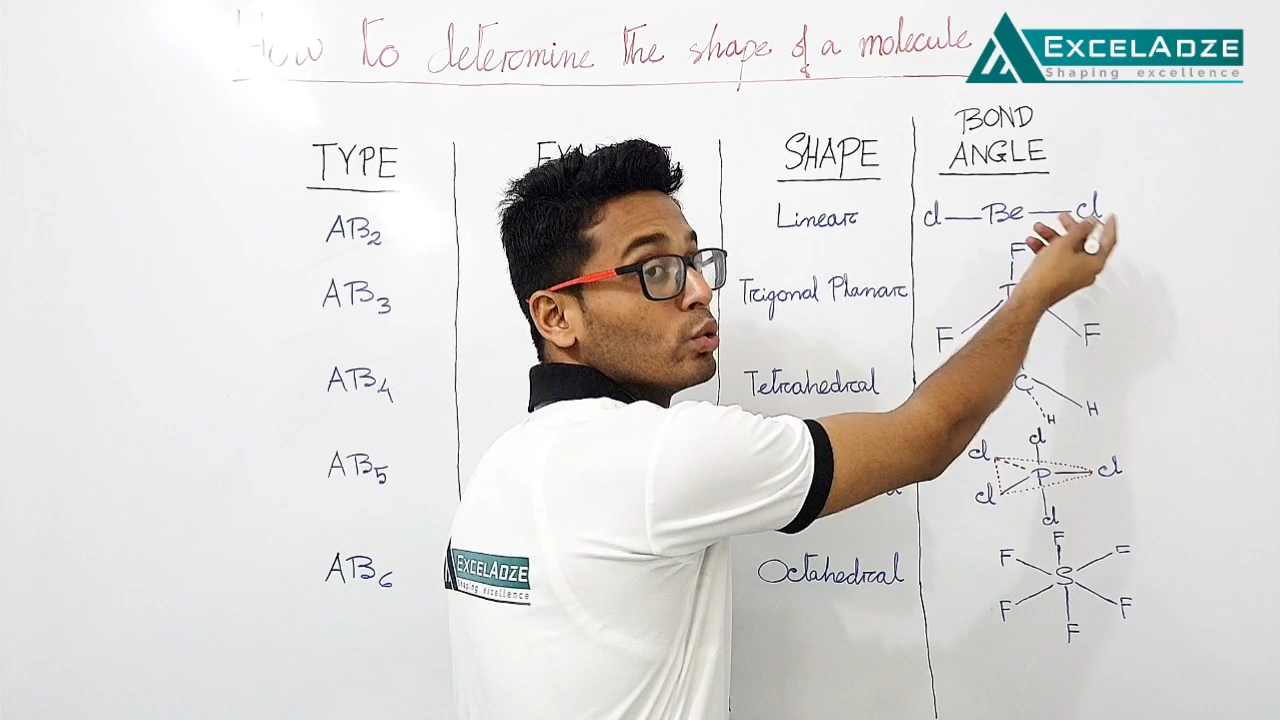 How to determine the shape of a molecule
EXCELADZE
Shaping excellence
TYPE
SHAPE
BOND
ANGLE
AB2
Linear
Cl—Be—Cl
AB3
Trigonal Planar
F
F
F
AB4
Tetrahedral
C
H
H
AB5
Cl
Cl
P
Cl
Cl
Cl
AB6
Octahedral
F
F
F
S
F
F
F
EXCELADZE
Shaping excellence